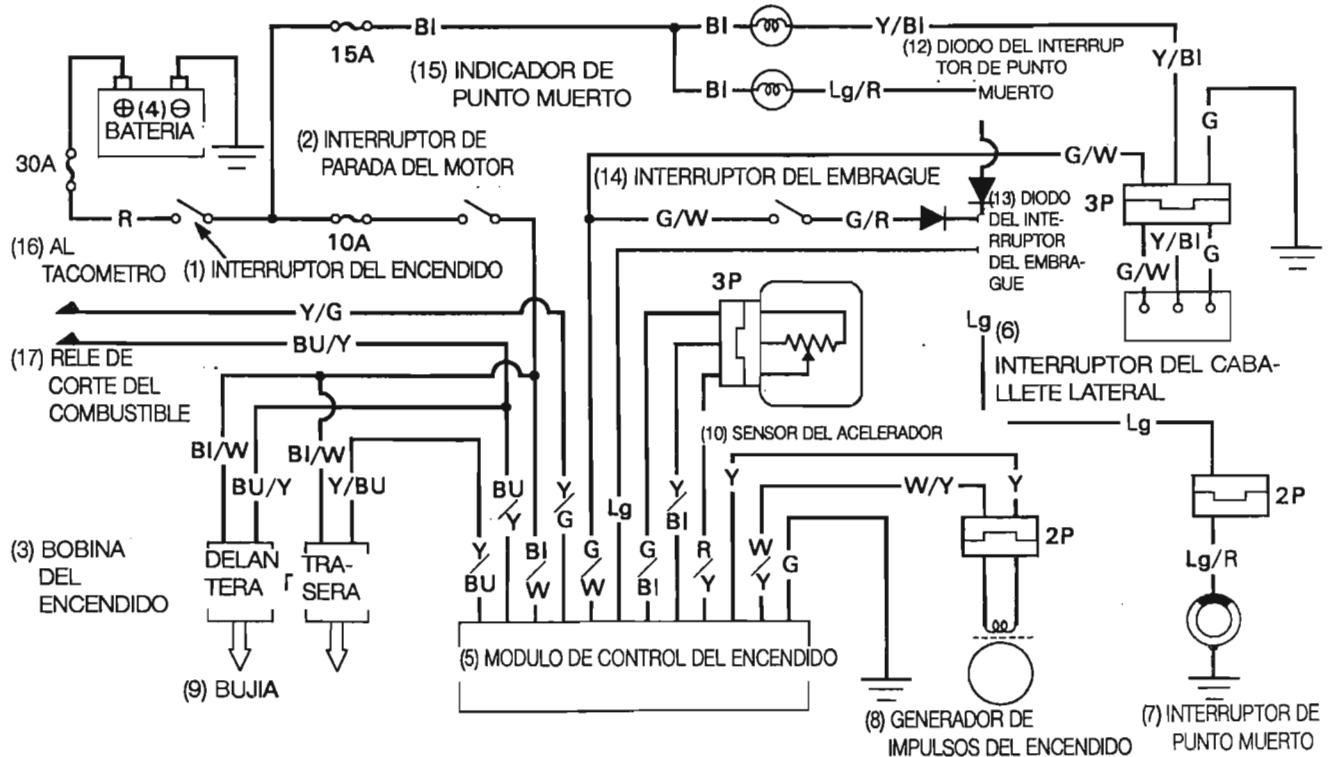 15A
Bl
Bl
Y/Bl
(12) DIODO DEL INTERRUP
TOR DE PUNTO
MUERTO
Y/Bl
(15) INDICADOR DE
PUNTO MUERTO
Bl
Lg/R
⊕ (4) ⊖
BATERIA
30A
(2) INTERRUPTOR DE
PARADA DEL MOTOR
G
G/W
(14) INTERRUPTOR DEL EMBRAGUE
3P
R
10A
G/W
G/R
(13) DIODO
DEL INTE-
RRUPTOR
DEL EMBRA-
GUE
Y/Bl
G
G/W
(16) AL
TACOMETRO
(1) INTERRUPTOR DEL ENCENDIDO
3P
Y/G
Lg
(6)
INTERRUPTOR DEL CABA-
LLETE LATERAL
BU/Y
(17) RELE DE
CORTE DEL
COMBUSTIBLE
(10) SENSOR DEL ACELERADOR
Lg
Bl/W
BU/Y
Bl/W
Y/BU
2P
Y/BU
BU/Y
Bl/W
Y/G
G/W
Lg
G/Bl
Y/Bl
R/Y
Y
W/Y
G
W/Y
Y
2P
Lg/R
(3) BOBINA
DEL
ENCENDIDO
DELAN
TERA
TRA-
SERA
(5) MODULO DE CONTROL DEL ENCENDIDO
(9) BUJIA
(8) GENERADOR DE
IMPULSOS DEL ENCENDIDO
(7) INTERRUPTOR DE
PUNTO MUERTO